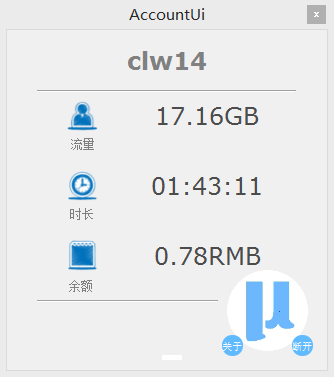 AccountUi
x
clw14
17.16GB
流量
01:43:11
时长
0.78RMB
余额
μ
关于
断开